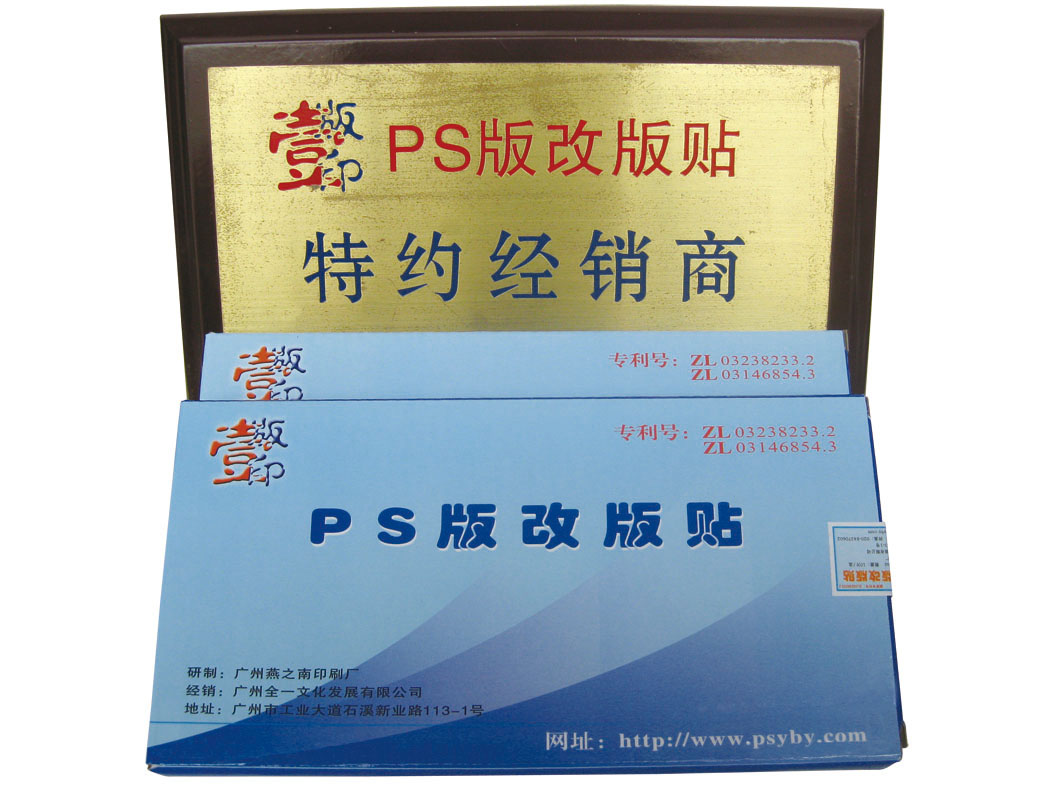 壹版印 PS版改版贴
特约经销商
壹版印 专利号：ZL 03238233.2
ZL 03146854.3
壹版印 专利号：ZL 03238233.2
ZL 03146854.3
PS版改版贴
版改版贴
研制：广州燕之南印刷厂
经销：广州全一文化发展有限公司
地址：广州市工业大道石溪新业路113-1号
网址：http://www.psyby.com